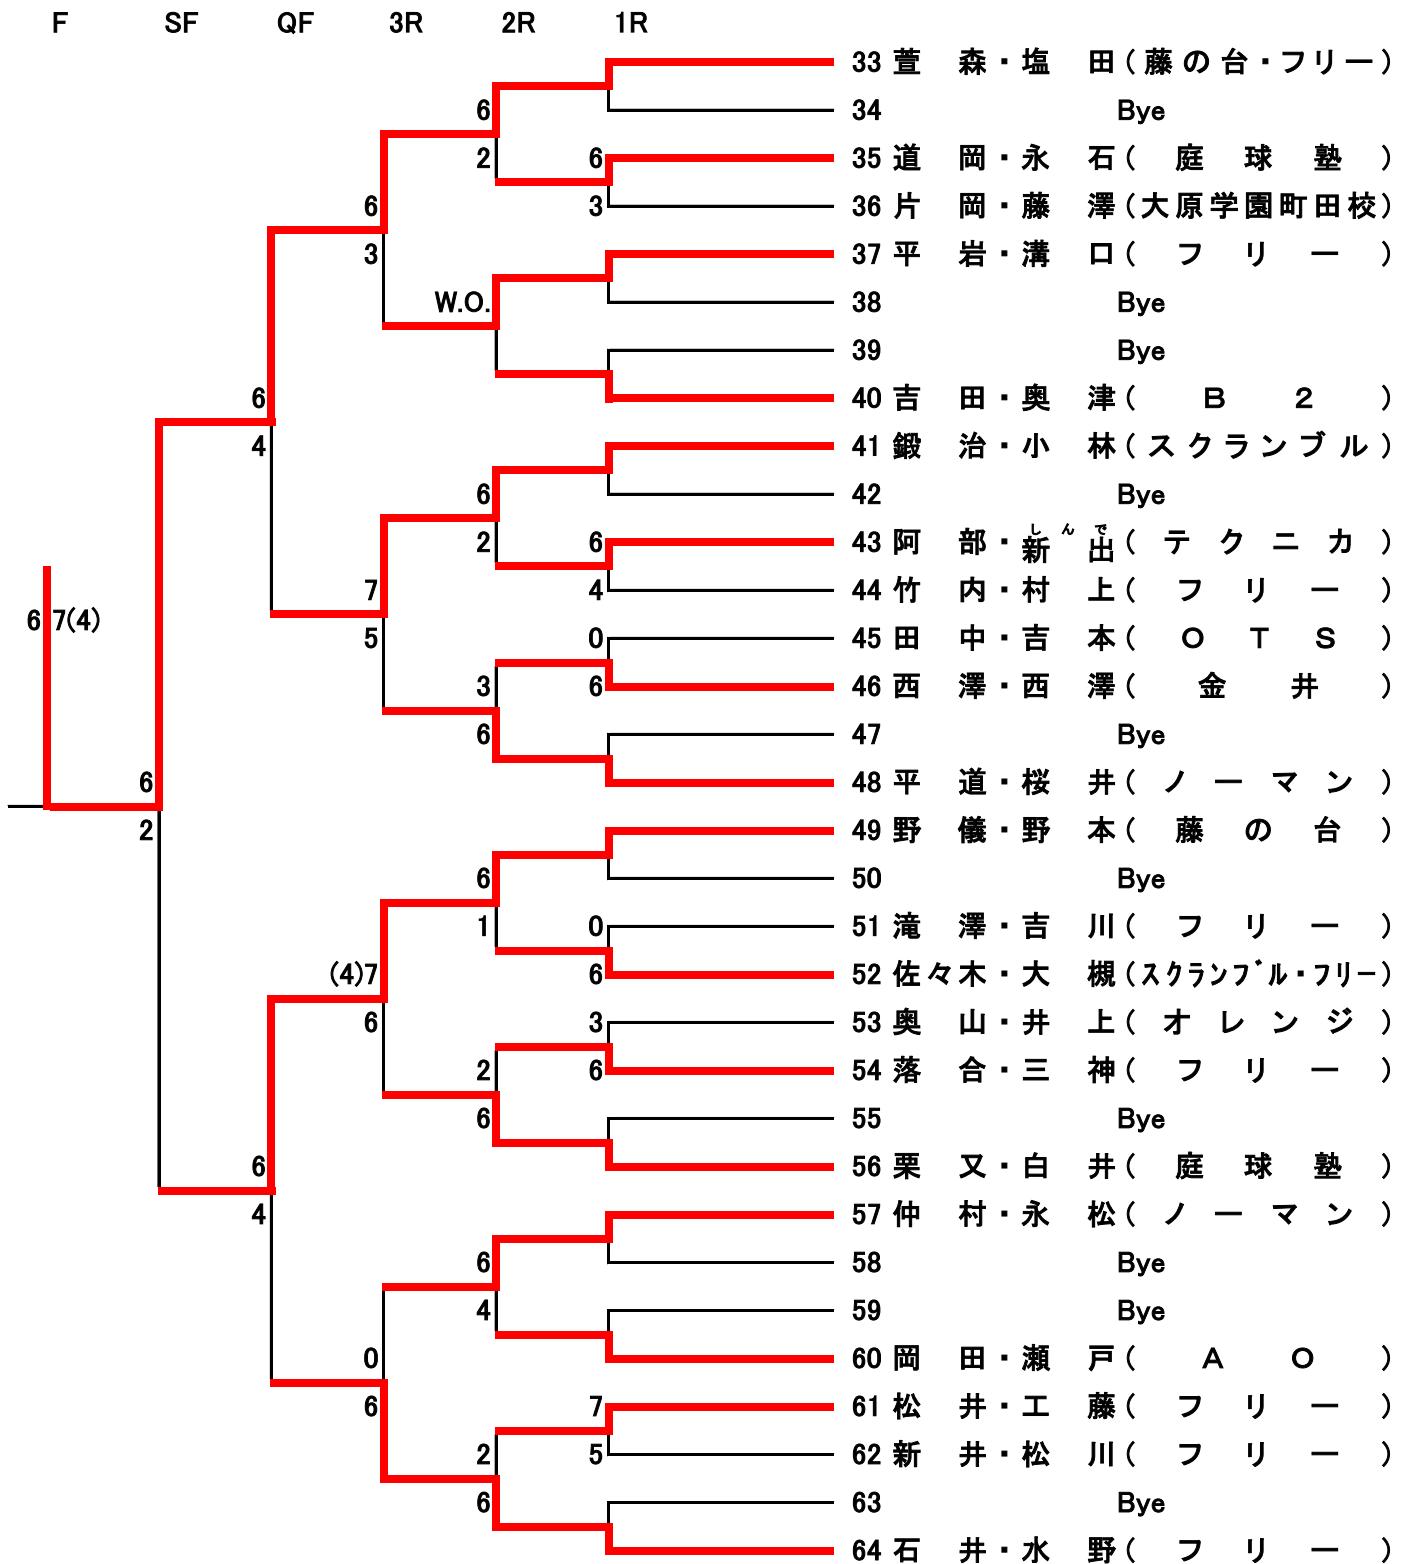 F SF QF 3R 2R 1R
33 萱森・塩田(藤の台・フリー)
6 34 Bye
2 6 35 道岡・永石(庭球塾)
6 3 36 片岡・藤澤(大原学園町田校)
3 37 平岩・溝口(フリー)
W.O. 38 Bye
39 Bye
6 40 吉田・奥津(B2)
4 41 鍛治・小林(スクランブル)
6 42 Bye
しんで
2 6 43 阿部・新出(テクニカ)
7 4 44 竹内・村上(フリー)
6 7(4) 5 0 45 田中・吉本(OTS)
3 6 46 西澤・西澤(金井)
6 47 Bye
6 48 平道・桜井(ノーマン)
2 49 野儀・野本(藤の台)
6 50 Bye
1 0 51 滝澤・吉川(フリー)
(4)7 6 52 佐々木・大槻(スクランブル・フリー)
6 3 53 奥山・井上(オレンジ)
2 6 54 落合・三神(フリー)
6 55 Bye
6 56 栗又・白井(庭球塾)
4 57 仲村・永松(ノーマン)
6 58 Bye
4 59 Bye
0 60 岡田・瀬戸(AO)
6 7 61 松井・工藤(フリー)
2 5 62 新井・松川(フリー)
6 63 Bye
64 石井・水野(フリー)